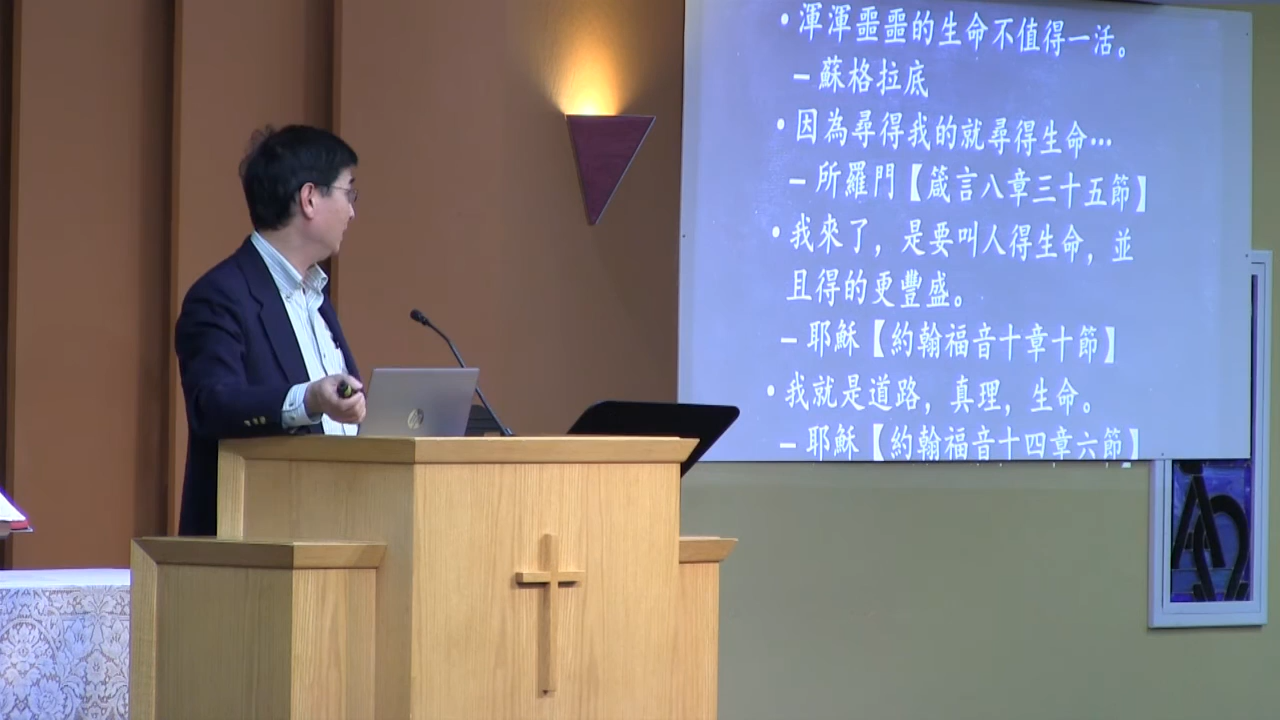 • 渾渾噩噩的生命不值得一活。
– 蘇格拉底
• 因為尋得我的就尋得生命…
– 所羅門【箴言八章三十五節】
• 我來了，是要叫人得生命，並
且得的更豐盛。
– 耶穌【約翰福音十章十節】
• 我就是道路，真理，生命。
– 耶穌【約翰福音十四章六節】
hp